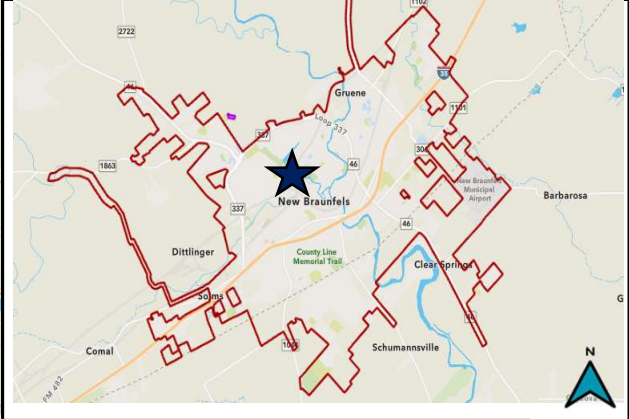 1102
2722
35
46
Gruene
1101
Loop 337
337
306
1863
46
New Braunfels
Municipal
Airport
Barbarosa
New Braunfels
337
46
Dittlinger
County Line
Memorial Trail
Clear Springs
Solms
Comal
Schumannsville
N
FM 482
G